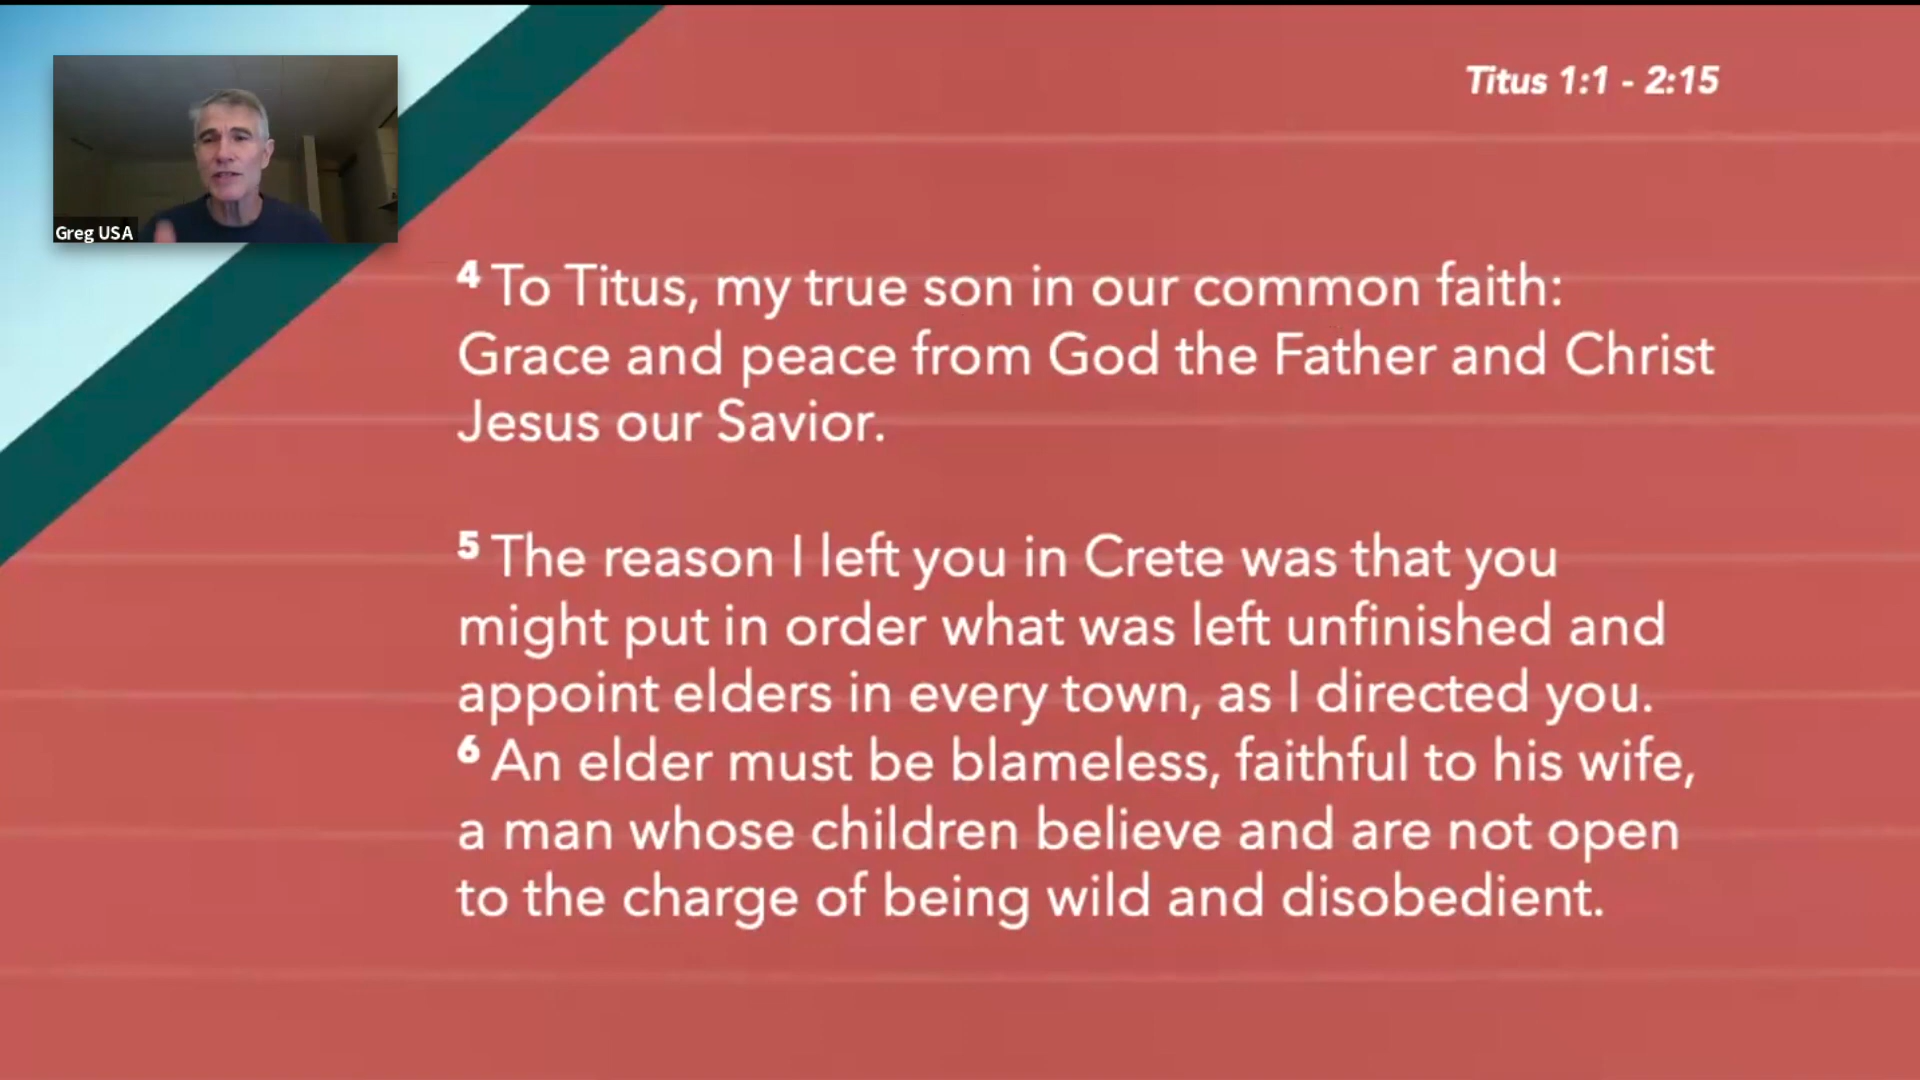 Titus 1:1 - 2:15
Greg USA
4 To Titus, my true son in our common faith:
Grace and peace from God the Father and Christ
Jesus our Savior.
5 The reason I left you in Crete was that you
might put in order what was left unfinished and
appoint elders in every town, as I directed you.
6 An elder must be blameless, faithful to his wife,
a man whose children believe and are not open
to the charge of being wild and disobedient.